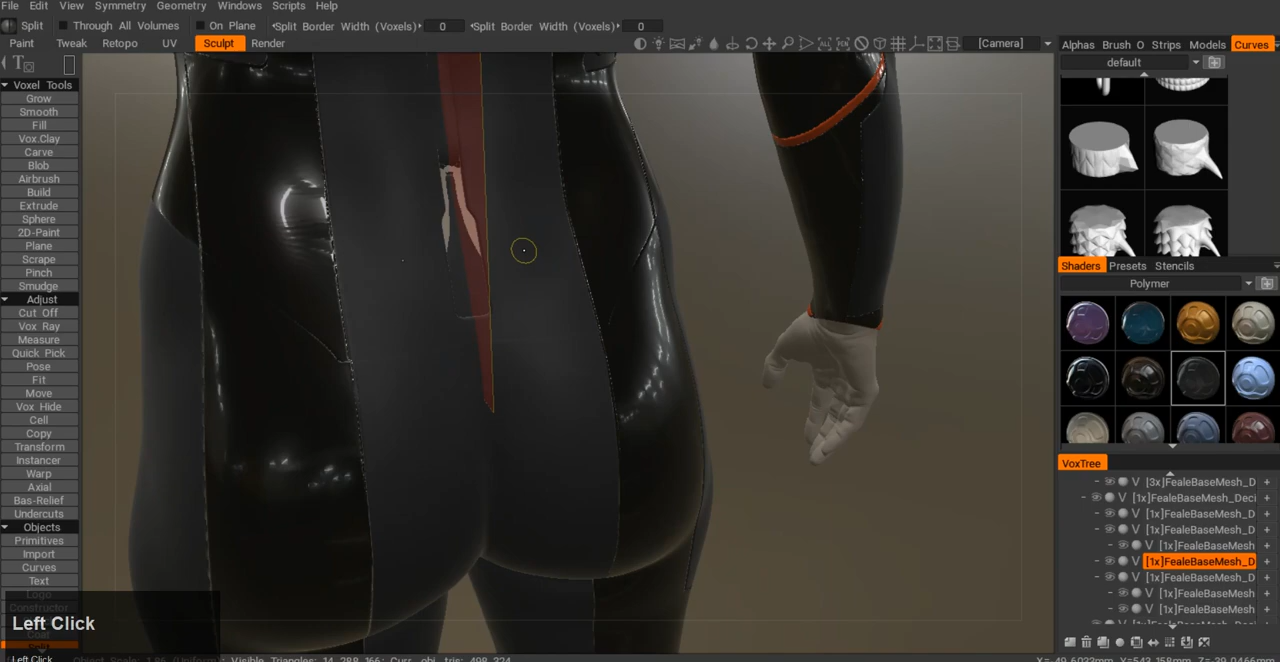 File Edit View Symmetry Geometry Windows Scripts Help
Split Through All Volumes On Plane Split Border Width (Voxels) 0 Split Border Width (Voxels) 0
Paint Tweak Retopo UV Sculpt Render [Camera] Alphas Brush O Strips Models Curves
default
Voxel Tools
Grow
Smooth
Fill
Vox.Clay
Carve
Blob
Airbrush
Build
Extrude
Sphere
2D-Paint
Plane
Scrape
Pinch
Smudge
Adjust
Cut Off
Vox Ray
Measure
Quick Pick
Pose
Fit
Move
Vox Hide
Cell
Copy
Transform
Instancer
Warp
Axial
Bas-Relief
Undercuts
Objects
Primitives
Import
Curves
Text
Logo
Constructor
Coat
Left Click
Left Click
Shaders Presets Stencils
Polymer
VoxTree
V [3x]FealeBaseMesh_D +
V [1x]FealeBaseMesh_Deci +
V [1x]FealeBaseMesh_D +
V [1x]FealeBaseMesh_D +
V [1x]FealeBaseMesh +
V [1x]FealeBaseMesh_D +
V [1x]FealeBaseMesh_D +
V [1x]FealeBaseMesh +
V [1x]FealeBaseMesh +